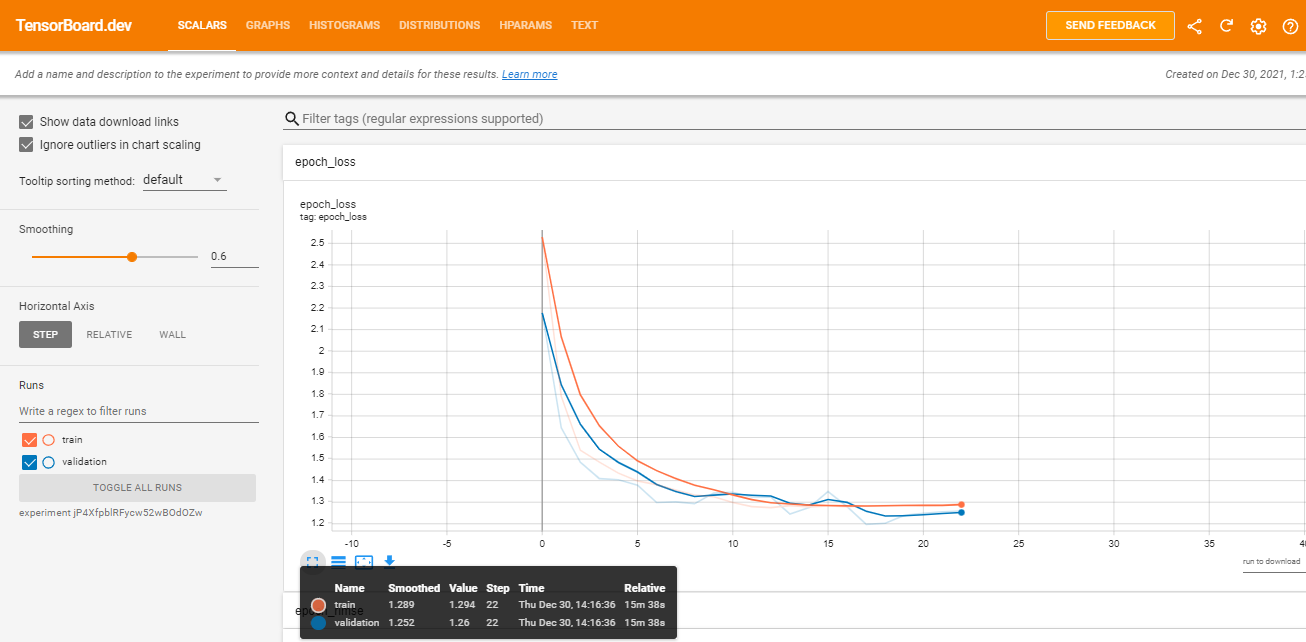 TensorBoard.dev SCALARS GRAPHS HISTOGRAMS DISTRIBUTIONS HPARAMS TEXT SEND FEEDBACK
Add a name and description to the experiment to provide more context and details for these results. Learn more Created on Dec 30, 2021, 1:2
Show data download links
Ignore outliers in chart scaling
Tooltip sorting method: default
Smoothing
0.6
Horizontal Axis
STEP RELATIVE WALL
Runs
Write a regex to filter runs
train
validation
TOGGLE ALL RUNS
Filter tags (regular expressions supported)
epoch_loss
epoch_loss
tag: epoch_loss
2.5
2.4
2.3
2.2
2.1
2
1.9
1.8
1.7
1.6
1.5
1.4
1.3
1.2
-10 -5 0 5 10 15 20 25 30 35 40
run to download
Name Smoothed Value Step Time Relative
train 1.289 1.294 22 Thu Dec 30, 14:16:36 15m 38s
validation 1.252 1.26 22 Thu Dec 30, 14:16:36 15m 38s